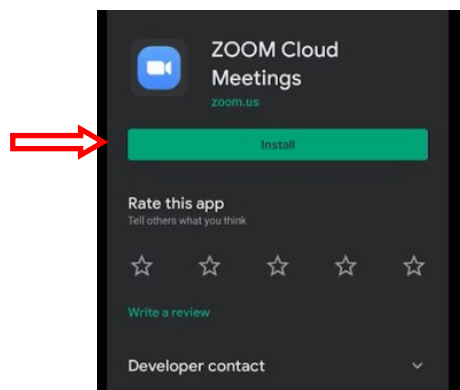 ZOOM Cloud
Meetings
zoom.us
Install
Rate this app
Tell others what you think
Write a review
Developer contact